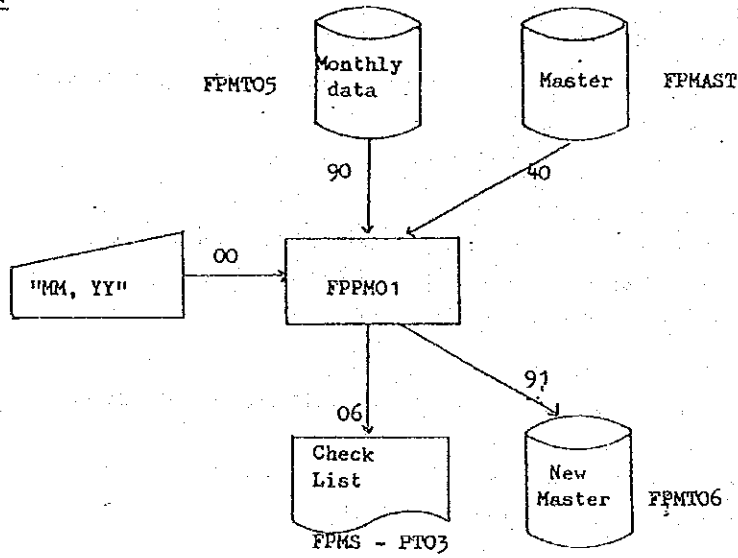 FPMT05
Monthly
data
Master
FPMAST
90
40
00
"MM, YY"
FPPM01
06
91
Check
List
New
Master
FPMT06
FPMS - PT03